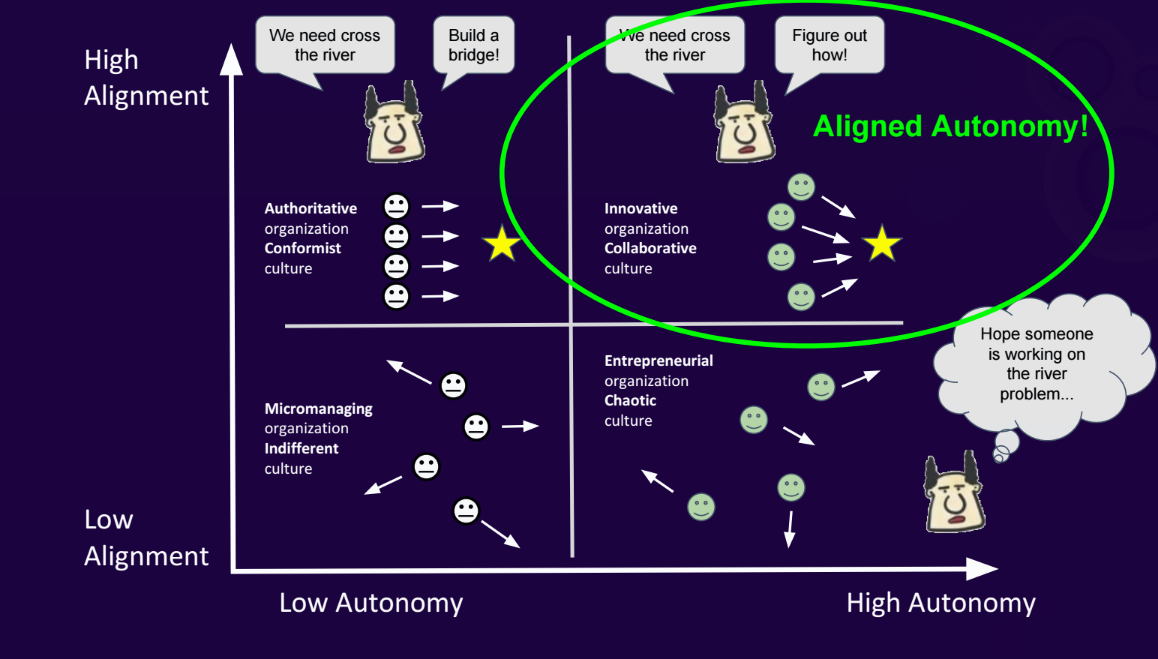 High
Alignment
We need cross
the river
Build a
bridge!
We need cross
the river
Figure out
how!
Aligned Autonomy!
Authoritative
organization
Conformist
culture
Innovative
organization
Collaborative
culture
Micromanaging
organization
Indifferent
culture
Entrepreneurial
organization
Chaotic
culture
Hope someone
is working on
the river
problem...
Low
Alignment
Low Autonomy
High Autonomy